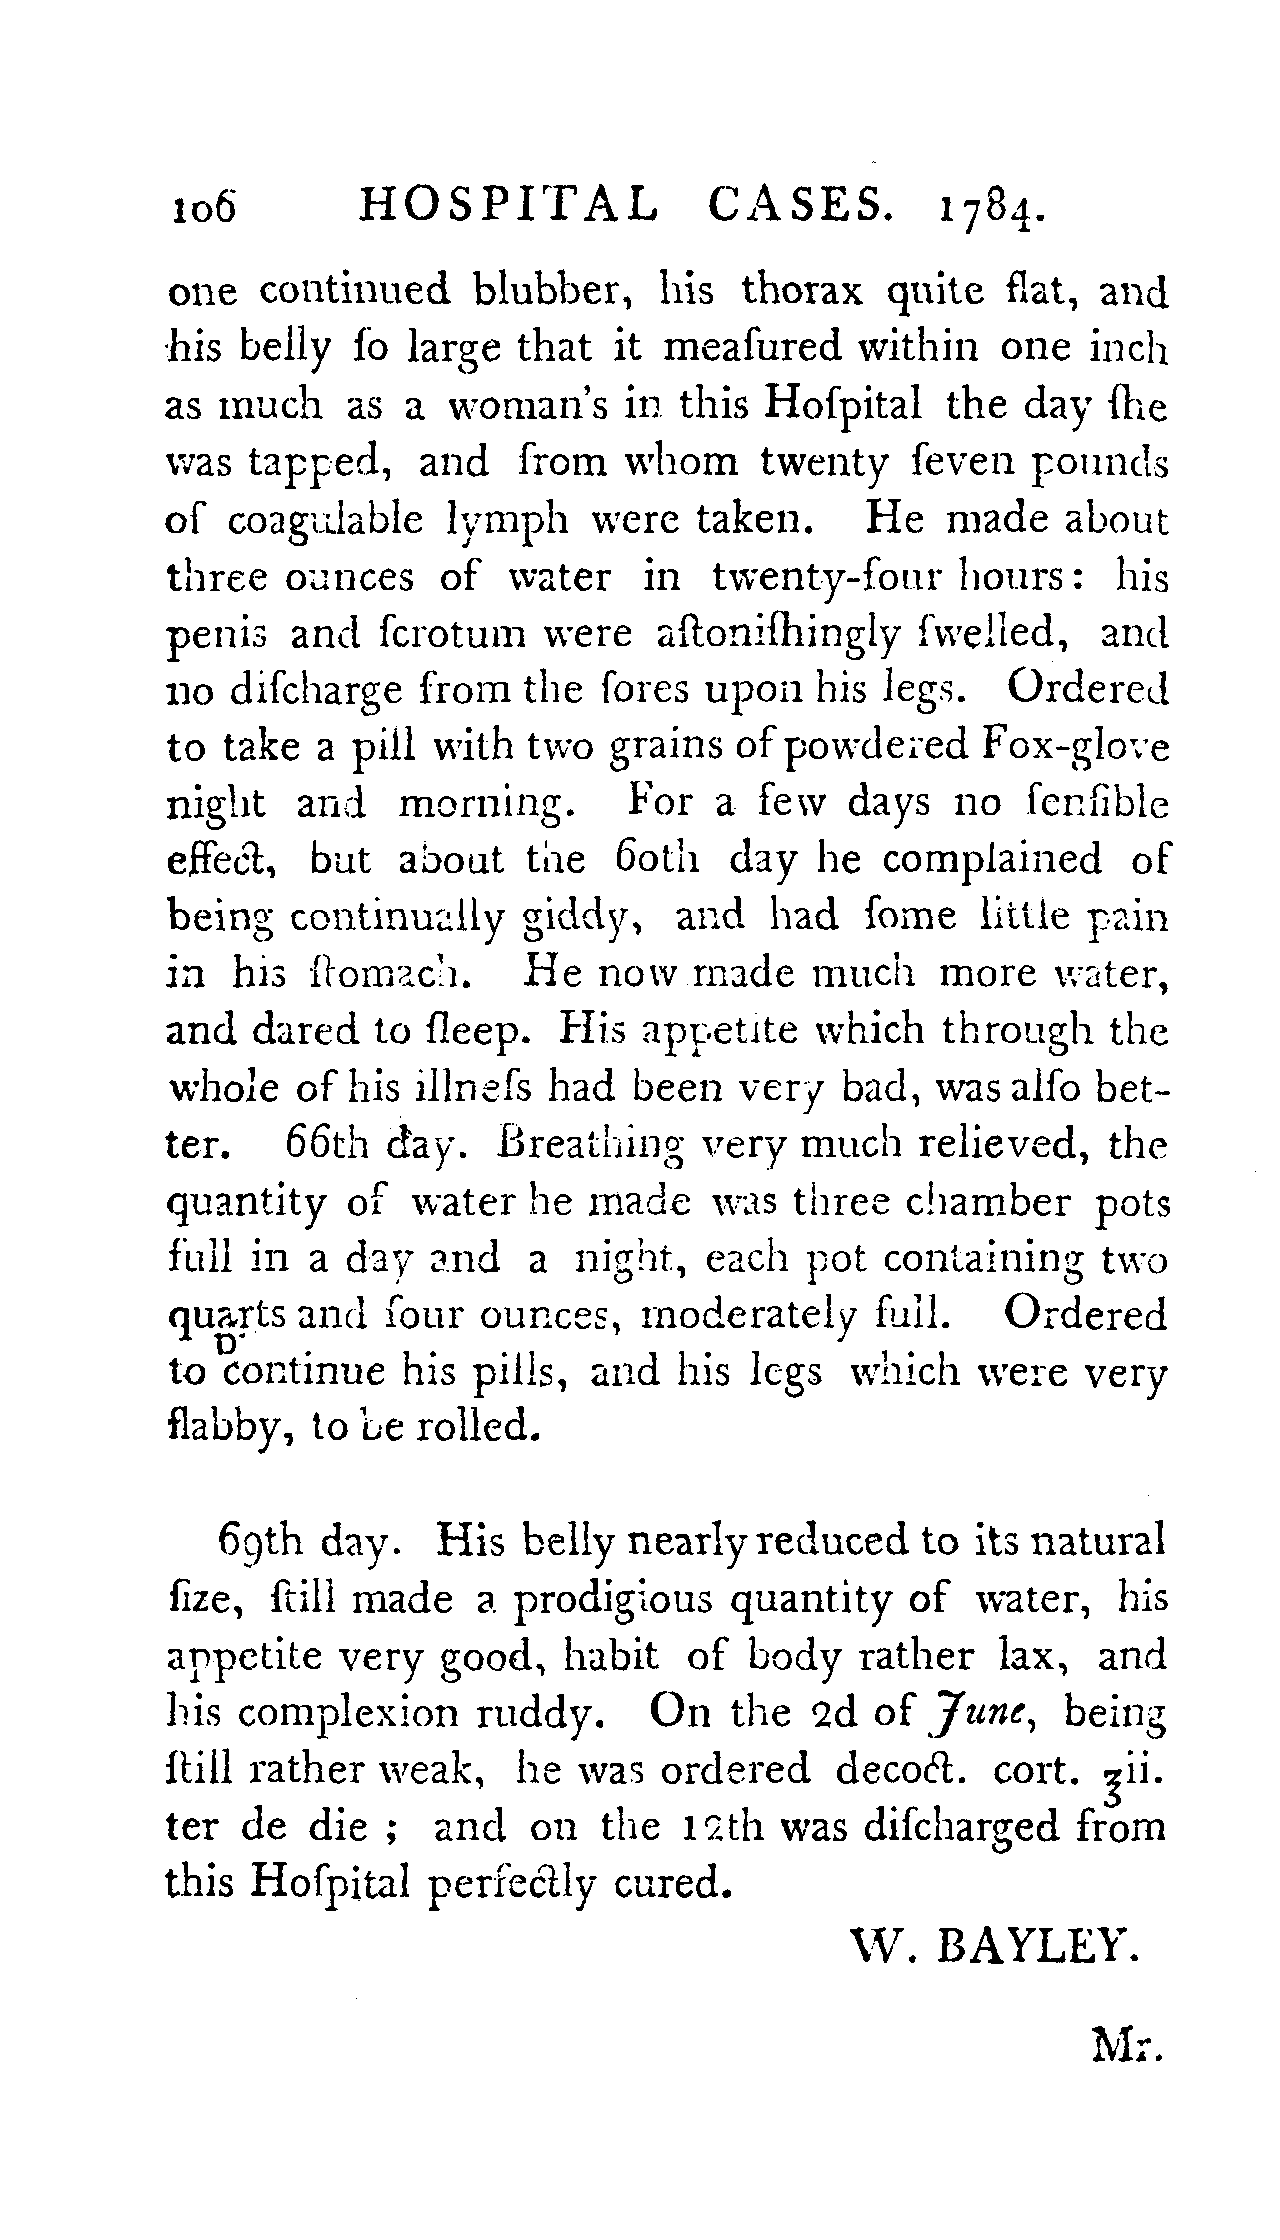 106 HOSPITAL CASES. 1784.
one continued blubber, his thorax quite flat, and
his belly ſo large that it meaſured within one inch
as much as a woman's in this Hoſpital the day ſhe
was tapped, and from whom twenty ſeven pounds
of coagulable lymph were taken. He made about
three ounces of water in twenty-four hours: his
penis and ſcrotum were aſtoniſhingly ſwelled, and
no diſcharge from the ſores upon his legs. Ordered
to take a pill with two grains of powdered Fox-glove
night and morning. For a few days no ſenſible
effect, but about the 60th day he complained of
being continually giddy, and had ſome little pain
in his ſtomach. He now made much more water,
and dared to ſleep. His appetite which through the
whole of his illneſs had been very bad, was alſo bet-
ter. 66th day. Breathing very much relieved, the
quantity of water he made was three chamber pots
full in a day and a night, each pot containing two
quarts and four ounces, moderately full. Ordered
to continue his pills, and his legs which were very
flabby, to be rolled.
69th day. His belly nearly reduced to its natural
ſize, ſtill made a prodigious quantity of water, his
appetite very good, habit of body rather lax, and
his complexion ruddy. On the 2d of June, being
ſtill rather weak, he was ordered decoct. cort. ʒii.
ter de die ; and on the 12th was diſcharged from
this Hoſpital perfectly cured.
W. BAYLEY.
Mr.